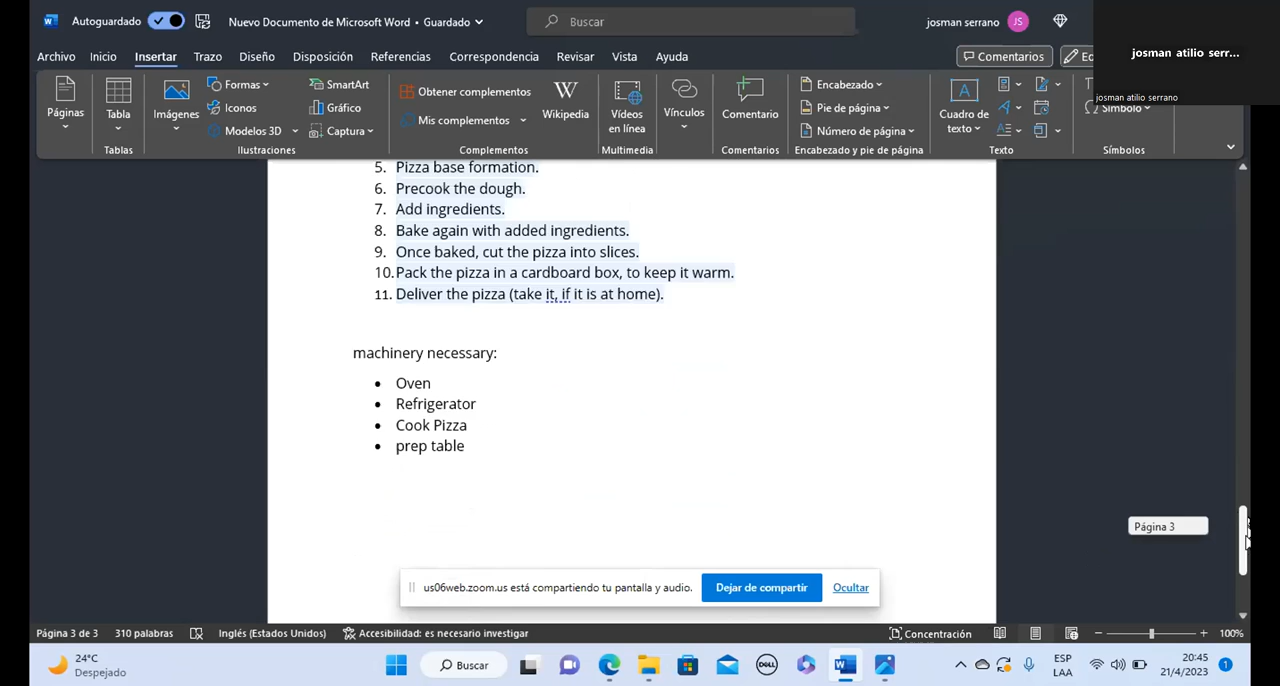 Autoguardado
Nuevo Documento de Microsoft Word • Guardado
Buscar
josman serrano
JS
josman atilio serr...
josman atilio serrano
Archivo Inicio Insertar Trazo Diseño Disposición Referencias Correspondencia Revisar Vista Ayuda
Comentarios
Páginas
Tabla
Tablas
Imágenes
Formas
Iconos
Modelos 3D
SmartArt
Gráfico
Captura
Ilustraciones
Obtener complementos
Mis complementos
Wikipedia
Complementos
Vídeos
en línea
Multimedia
Vínculos
Comentario
Comentarios
Encabezado
Pie de página
Número de página
Encabezado y pie de página
Cuadro de
texto
Texto
Símbolo
Símbolos
5. Pizza base formation.
6. Precook the dough.
7. Add ingredients.
8. Bake again with added ingredients.
9. Once baked, cut the pizza into slices.
10. Pack the pizza in a cardboard box, to keep it warm.
11. Deliver the pizza (take it, if it is at home).
machinery necessary:
• Oven
• Refrigerator
• Cook Pizza
• prep table
Página 3
us06web.zoom.us está compartiendo tu pantalla y audio.
Dejar de compartir
Ocultar
Página 3 de 3 310 palabras Inglés (Estados Unidos) Accesibilidad: es necesario investigar
Concentración
100%
24°C
Despejado
Buscar
DELL
ESP
LAA
20:45
21/4/2023
1